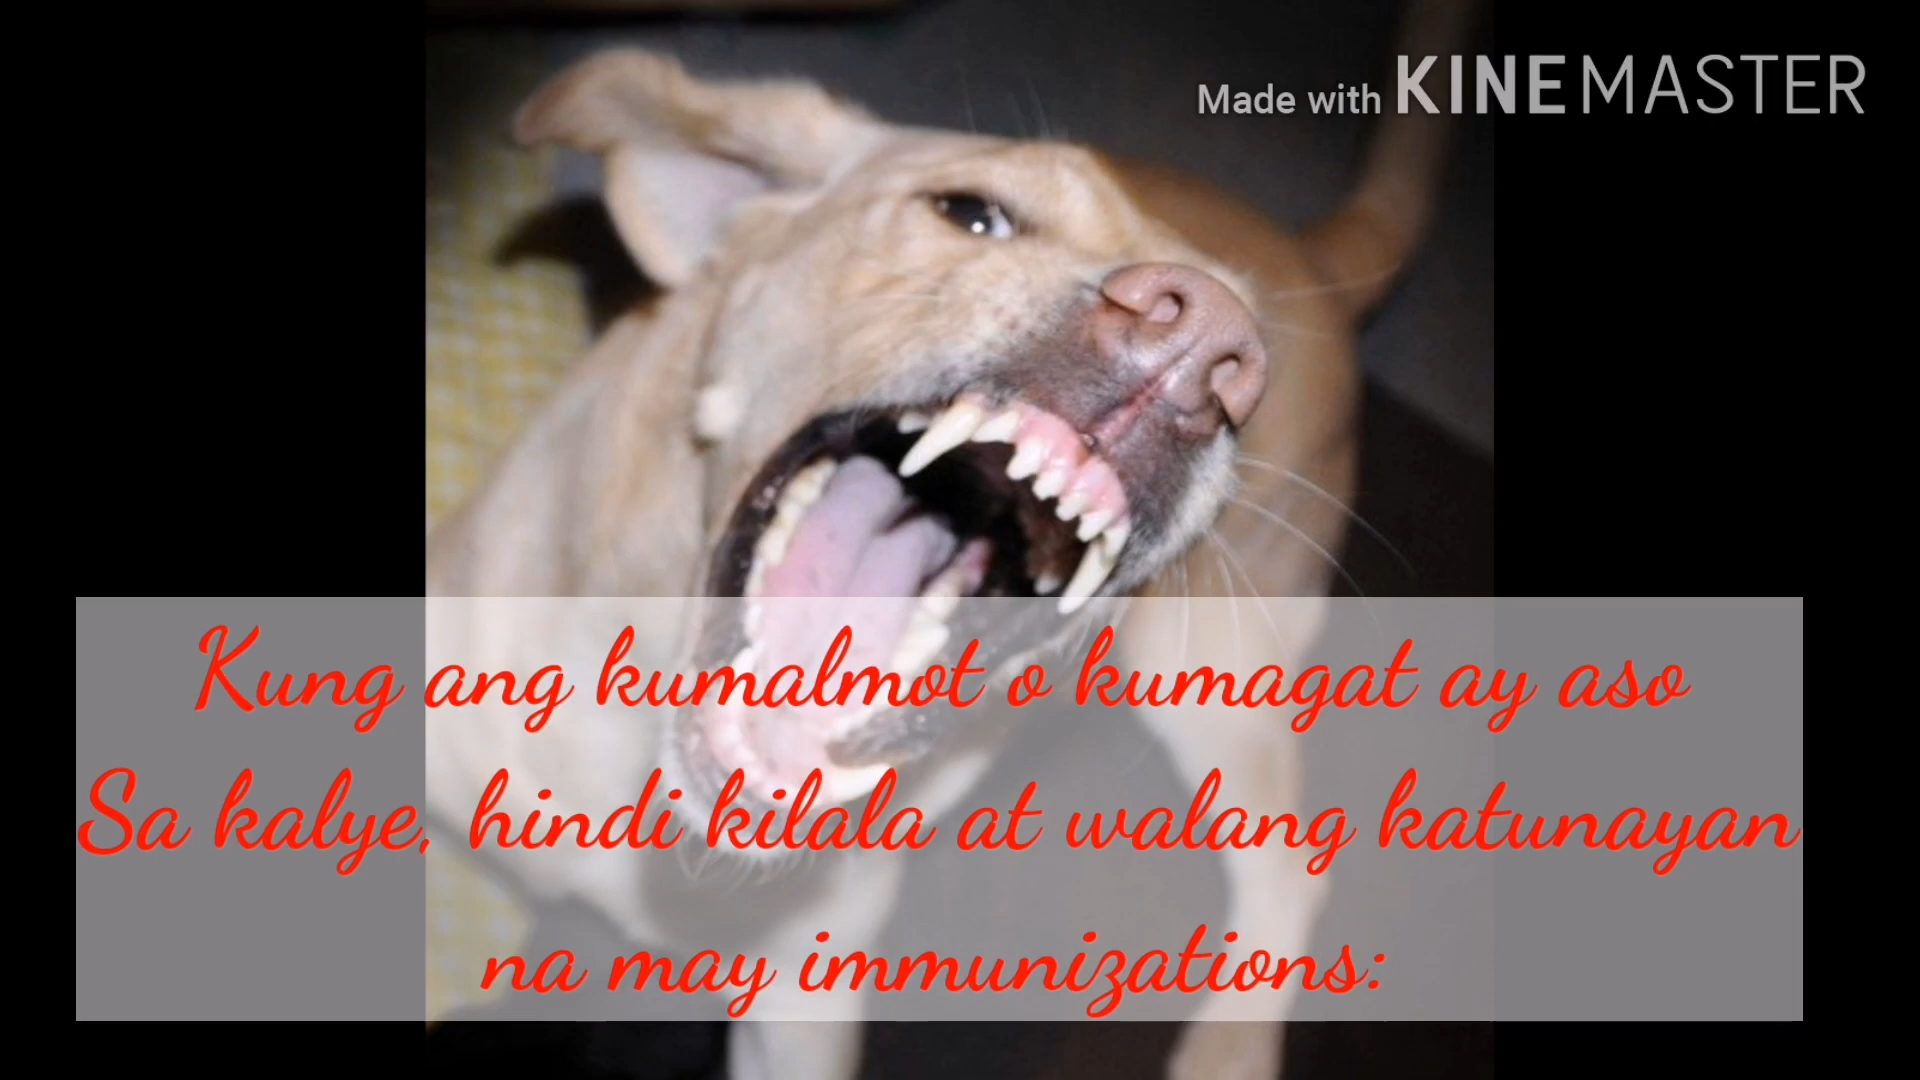 Made with KINEMASTER
Kung ang kumalmot o kumagat ay aso
Sa kalye, hindi kilala at walang katunayan
na may immunizations: